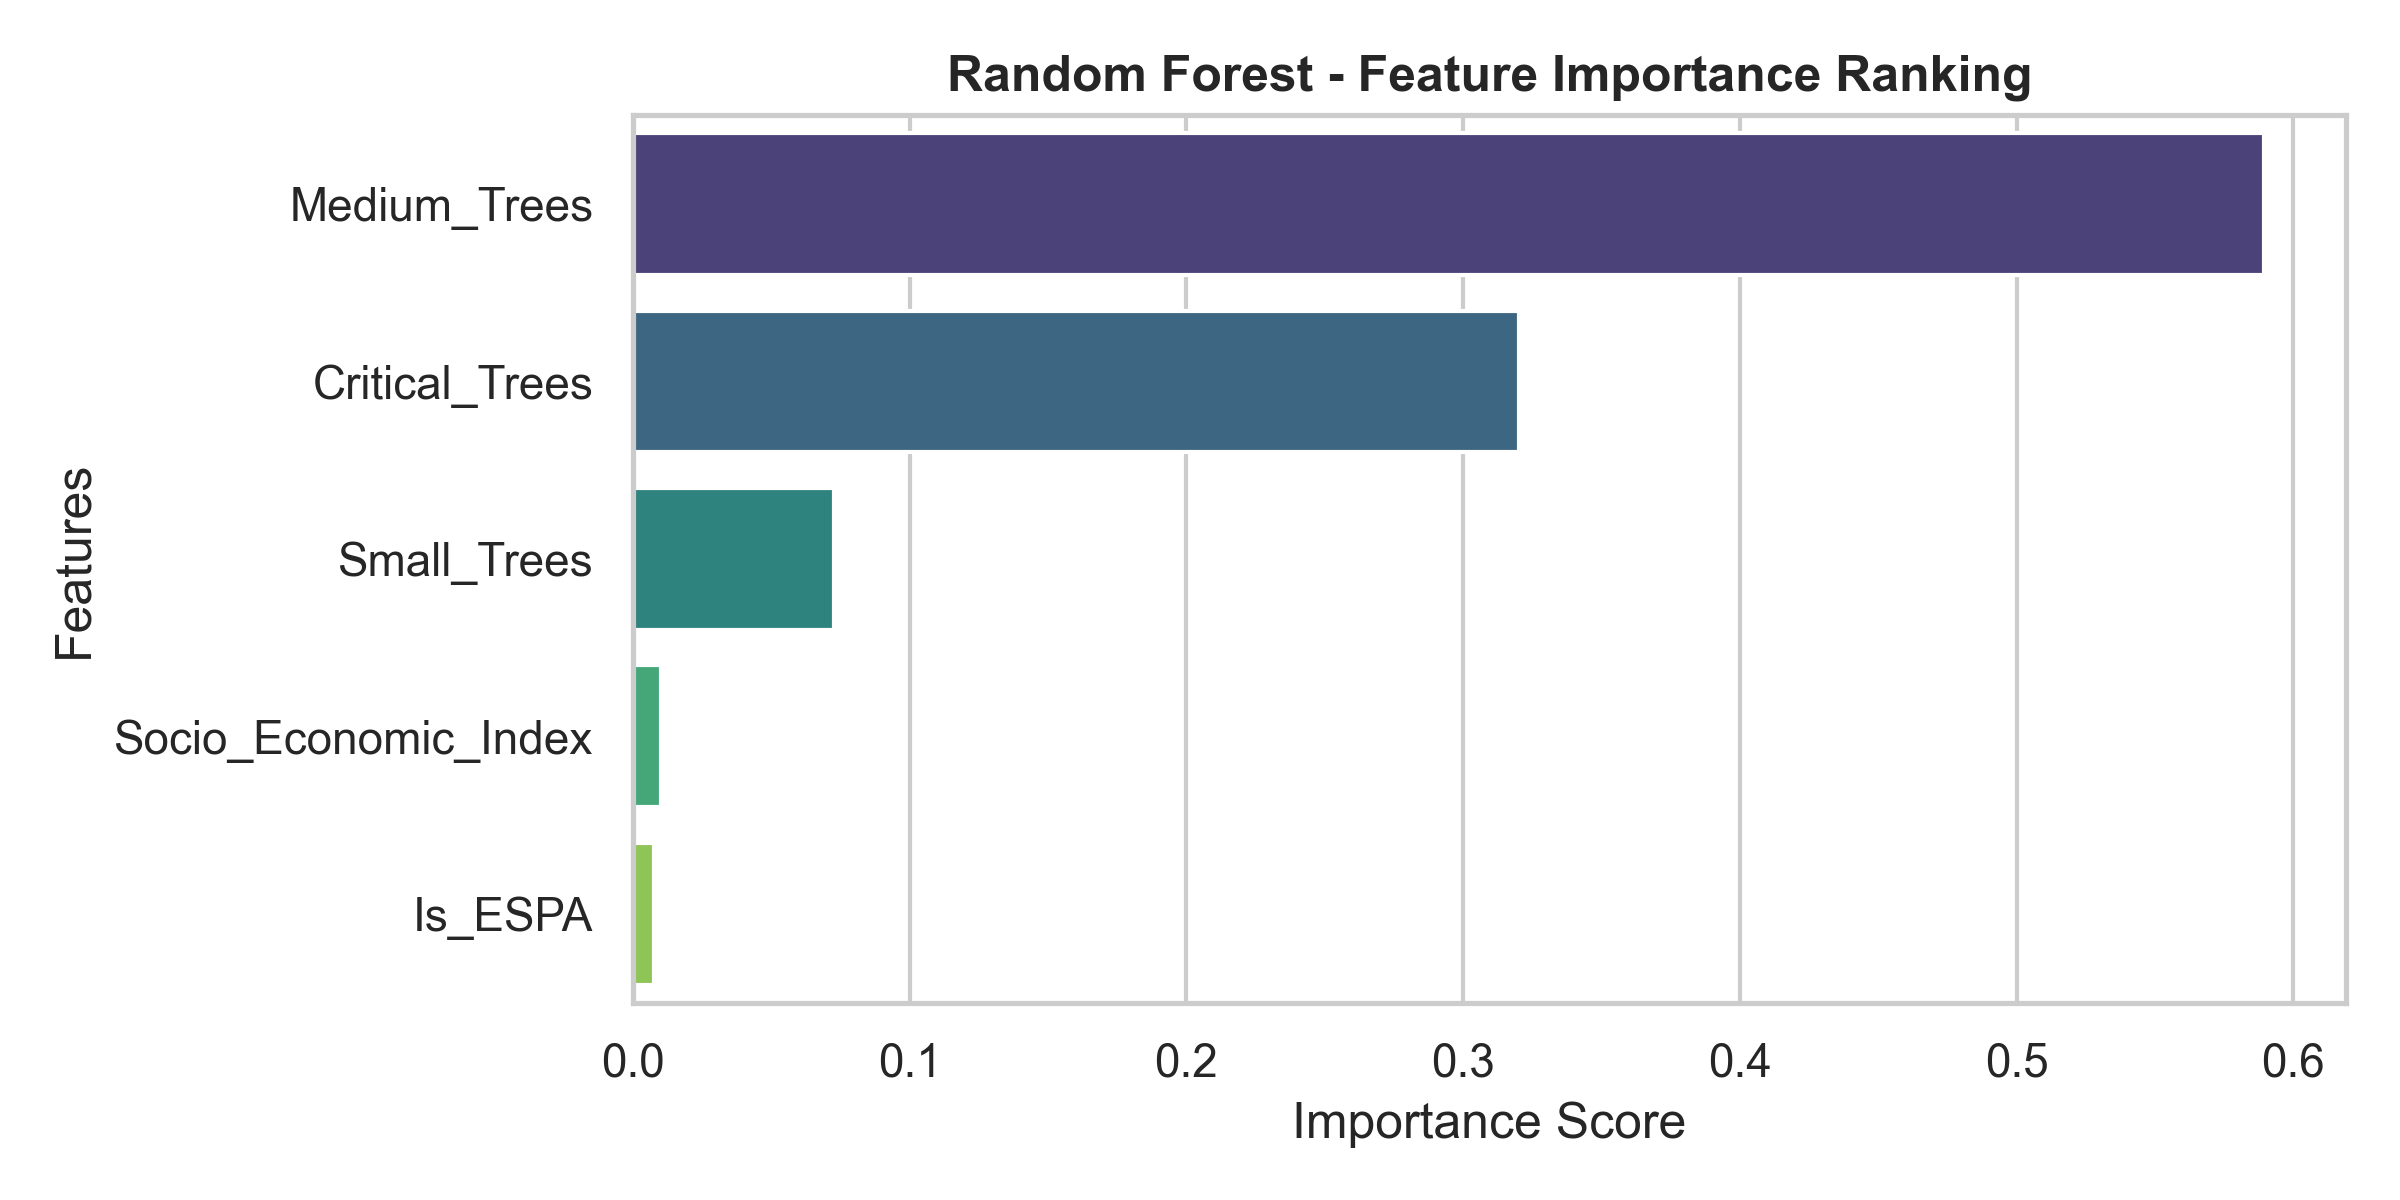 Random Forest - Feature Importance Ranking
Features
Medium_Trees
Critical_Trees
Small_Trees
Socio_Economic_Index
Is_ESPA
0.0 0.1 0.2 0.3 0.4 0.5 0.6
Importance Score